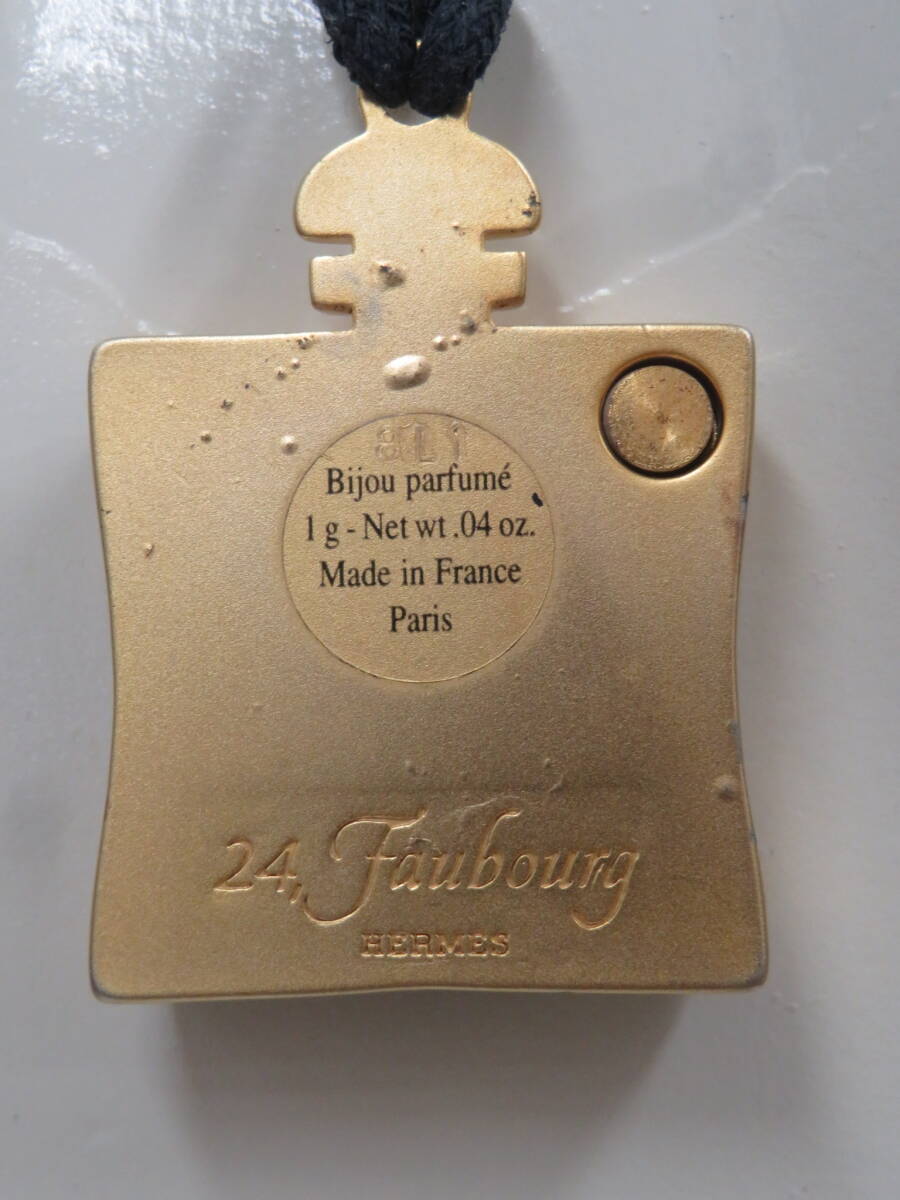 Bijou parfumé
1 g - Net wt .04 oz.
Made in France
Paris
24, Faubourg
HERMES